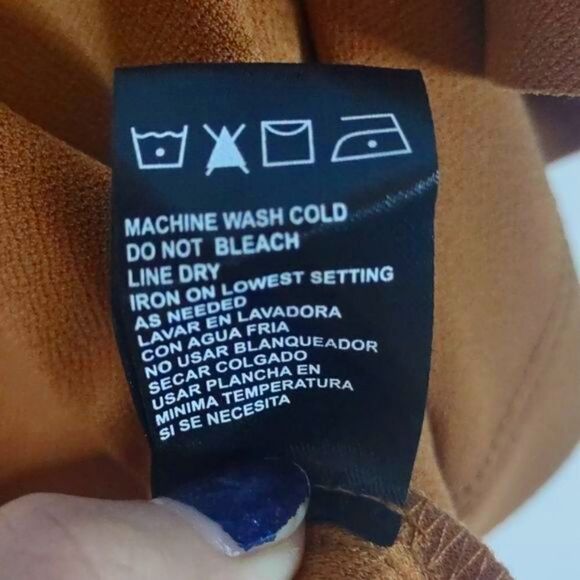 MACHINE WASH COLD
DO NOT BLEACH
LINE DRY
IRON ON LOWEST SETTING
AS NEEDED
LAVAR EN LAVADORA
CON AGUA FRIA
NO USAR BLANQUEADOR
SECAR COLGADO
USAR PLANCHA EN
MINIMA TEMPERATURA
SI SE NECESITA